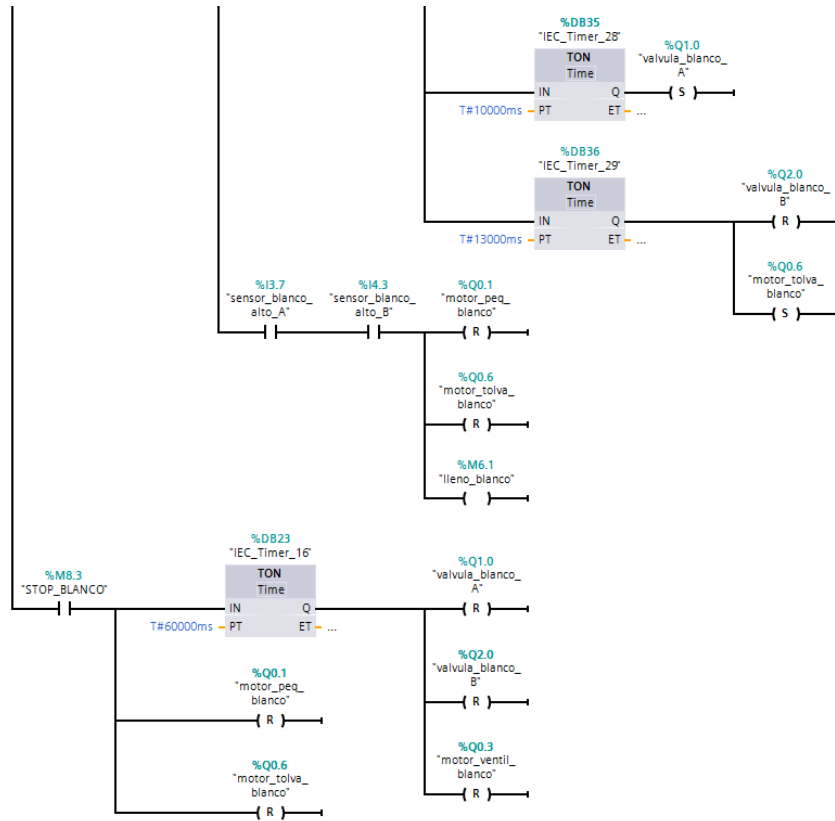 %DB35
"IEC_Timer_28"
TON
Time
IN Q
T#10000ms PT ET ...
%Q1.0
"valvula_blanco_
A"
S
%DB36
"IEC_Timer_29"
TON
Time
IN Q
T#13000ms PT ET ...
%Q2.0
"valvula_blanco_
B"
R
%Q0.6
"motor_tolva_
blanco"
S
%I3.7
"sensor_blanco_
alto_A"
%I4.3
"sensor_blanco_
alto_B"
%Q0.1
"motor_peq_
blanco"
R
%Q0.6
"motor_tolva_
blanco"
R
%M6.1
"lleno_blanco"
%M8.3
"STOP_BLANCO"
%DB23
"IEC_Timer_16"
TON
Time
IN Q
T#60000ms PT ET ...
%Q1.0
"valvula_blanco_
A"
R
%Q0.1
"motor_peq_
blanco"
R
%Q2.0
"valvula_blanco_
B"
R
%Q0.6
"motor_tolva_
blanco"
R
%Q0.3
"motor_ventil_
blanco"
R